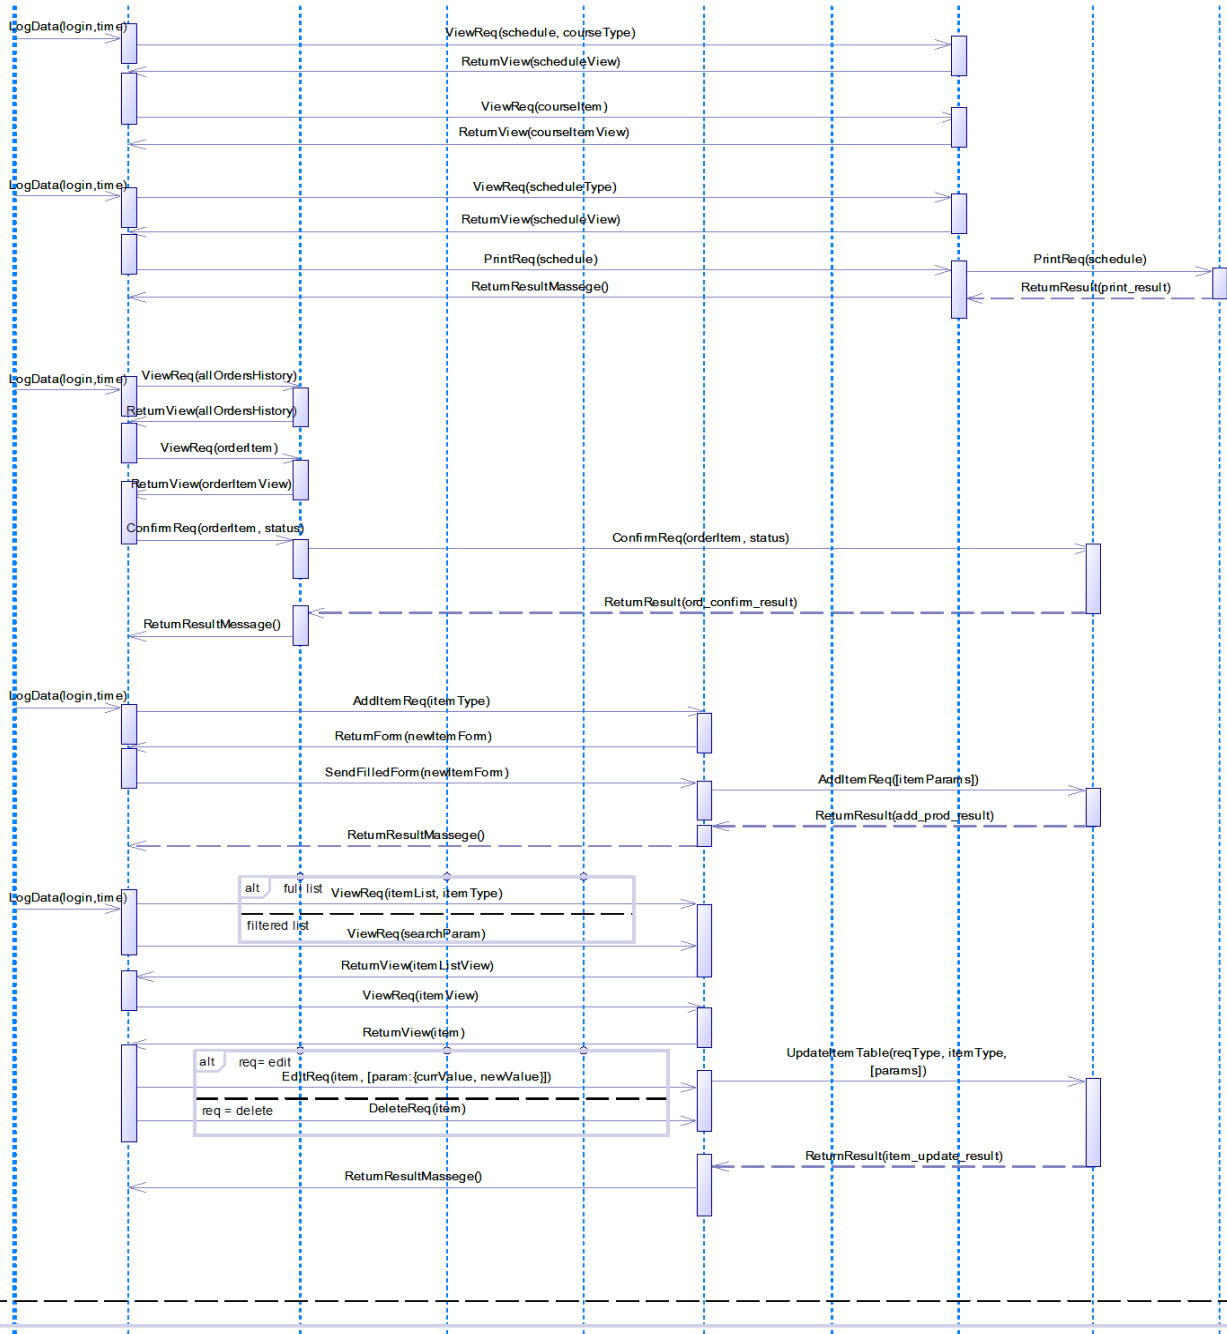 LogData(login,time)
ViewReq(schedule, courseType)
ReturnView(scheduleView)
ViewReq(courseItem)
ReturnView(courseItemView)
LogData(login,time)
ViewReq(scheduleType)
ReturnView(scheduleView)
PrintReq(schedule)
PrintReq(schedule)
ReturnResultMassege()
ReturnResult(print_result)
LogData(login,time)
ViewReq(allOrdersHistory)
ReturnView(allOrdersHistory)
ViewReq(orderItem)
ReturnView(orderItemView)
ConfirmReq(orderItem, status)
ConfirmReq(orderItem, status)
ReturnResult(ord_confirm_result)
ReturnResultMessage()
LogData(login,time)
AddItemReq(itemType)
ReturnForm(newItemForm)
SendFilledForm(newItemForm)
AddItemReq([itemParams])
ReturnResult(add_prod_result)
ReturnResultMassege()
LogData(login,time)
alt full list
ViewReq(itemList, itemType)
filtered list
ViewReq(searchParam)
ReturnView(itemListView)
ViewReq(itemView)
ReturnView(item)
alt req= edit
UpdateItemTable(reqType, itemType,
[params])
EditReq(item, [param:{currValue, newValue}])
req = delete
DeleteReq(item)
ReturnResult(item_update_result)
ReturnResultMassege()